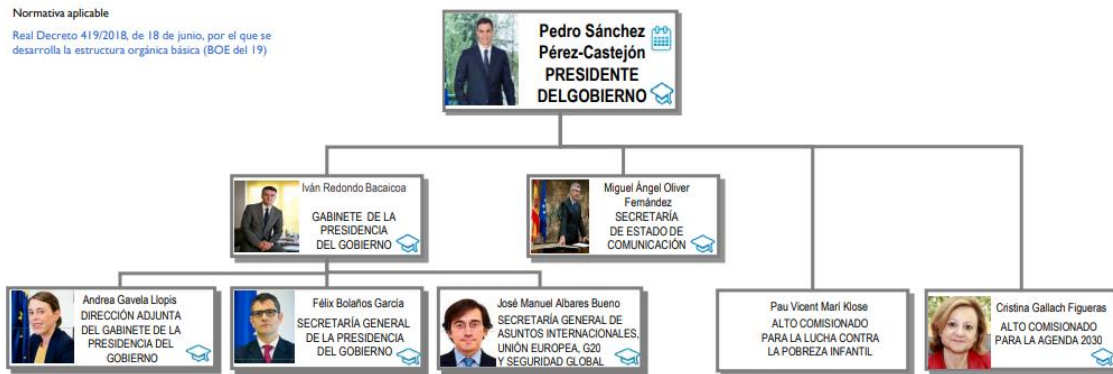 Normativa aplicable
Real Decreto 419/2018, de 18 de junio, por el que se
desarrolla la estructura orgánica básica (BOE del 19)
Pedro Sánchez
Pérez-Castejón
PRESIDENTE
DELGOBIERNO
Iván Redondo Bacaicoa
GABINETE DE LA
PRESIDENCIA
DEL GOBIERNO
Miguel Ángel Oliver
Fernández
SECRETARÍA
DE ESTADO DE
COMUNICACIÓN
Andrea Gavela Llopis
DIRECCIÓN ADJUNTA
DEL GABINETE DE LA
PRESIDENCIA DEL
GOBIERNO
Félix Bolaños García
SECRETARÍA GENERAL
DE LA PRESIDENCIA
DEL GOBIERNO
José Manuel Albares Bueno
SECRETARÍA GENERAL DE
ASUNTOS INTERNACIONALES,
UNIÓN EUROPEA, G20
Y SEGURIDAD GLOBAL
Pau Vicent Marí Klose
ALTO COMISIONADO
PARA LA LUCHA CONTRA
LA POBREZA INFANTIL
Cristina Gallach Figueras
ALTO COMISIONADO
PARA LA AGENDA 2030